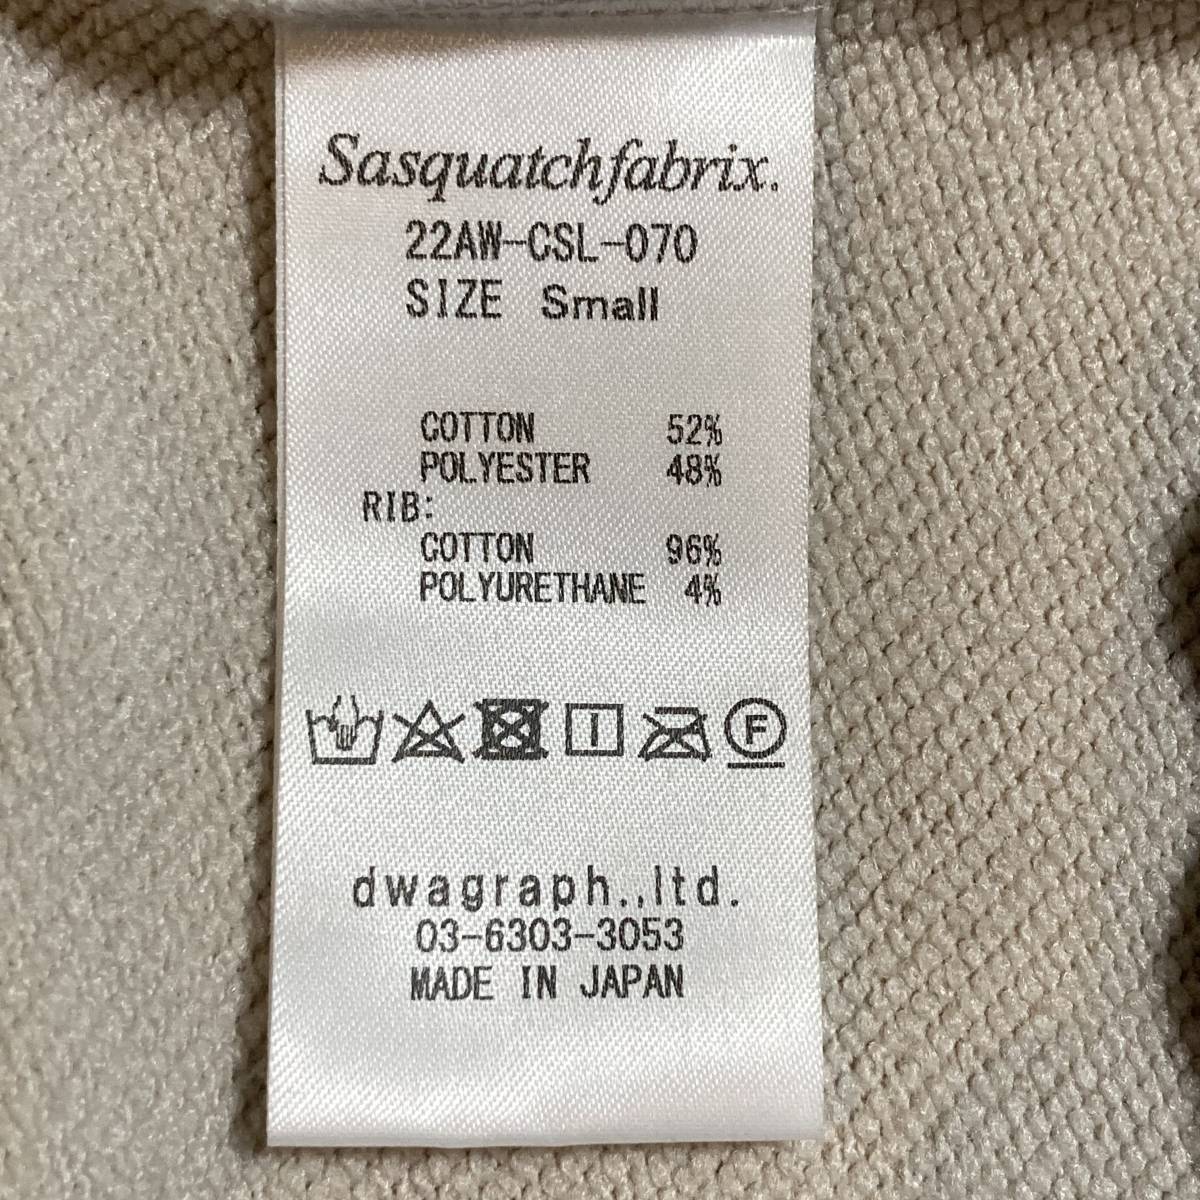 Sasquatchfabrix.
22AW-CSL-070
SIZE Small
COTTON 52%
POLYESTER 48%
RIB:
COTTON 96%
POLYURETHANE 4%
F
dwagraph.,ltd.
03-6303-3053
MADE IN JAPAN